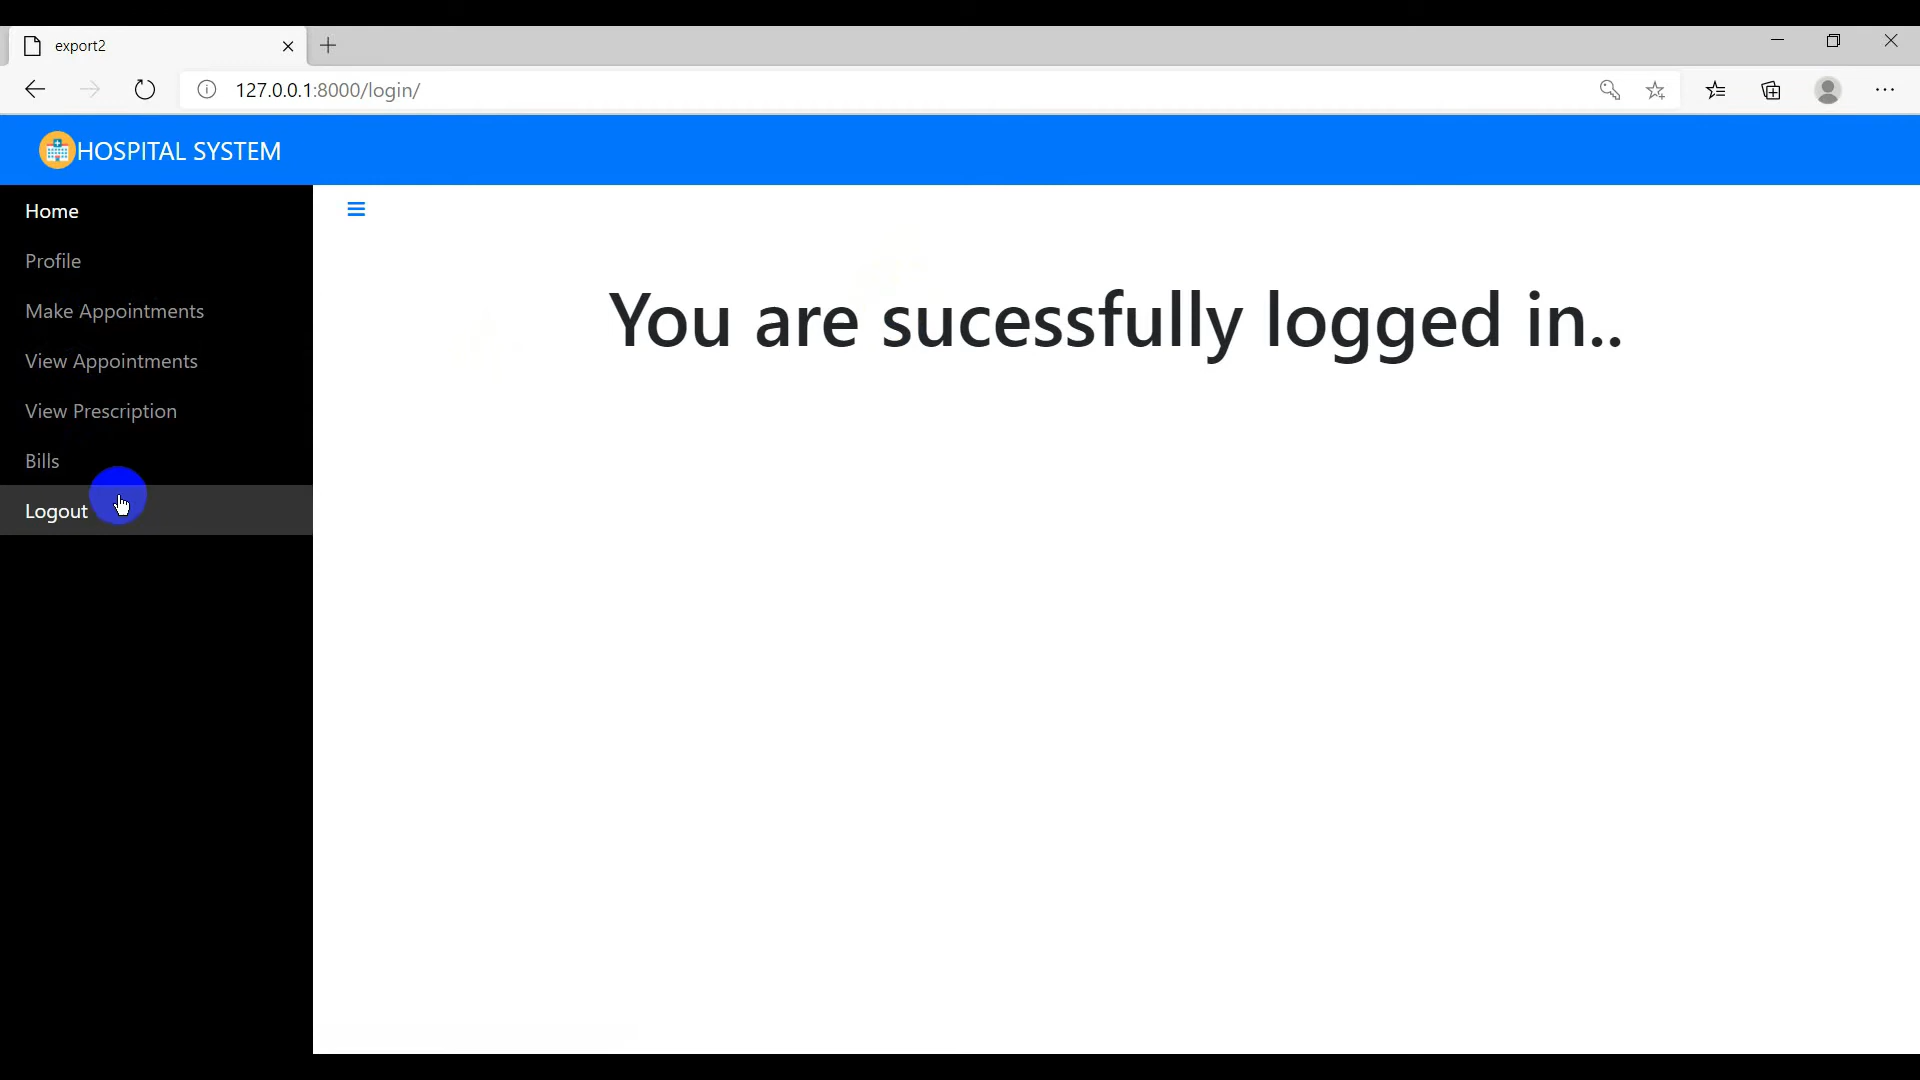 export2
127.0.0.1:8000/login/
HOSPITAL SYSTEM
Home
Profile
Make Appointments
View Appointments
View Prescription
Bills
Logout
You are sucessfully logged in..